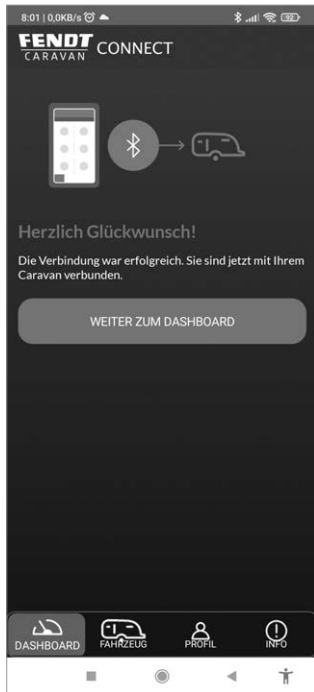 8:01 | 0,0KB/s
92
FENDT
CARAVAN CONNECT
Herzlich Glückwunsch!
Die Verbindung war erfolgreich. Sie sind jetzt mit Ihrem
Caravan verbunden.
WEITER ZUM DASHBOARD
DASHBOARD
FAHRZEUG
PROFIL
INFO